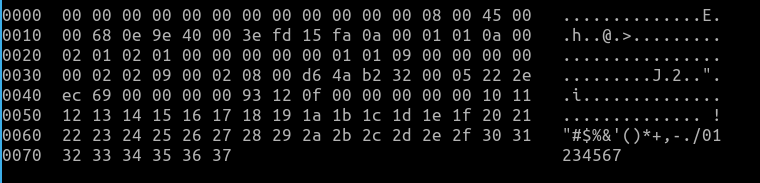 0000 00 00 00 00 00 00 00 00 00 00 00 00 08 00 45 00 ..............E.
0010 00 68 0e 9e 40 00 3e fd 15 fa 0a 00 01 01 0a 00 .h..@.>.........
0020 02 01 02 01 00 00 00 00 00 01 01 09 00 00 00 00 ................
0030 00 02 02 09 00 02 08 00 d6 4a b2 32 00 05 22 2e .........J.2..".
0040 ec 69 00 00 00 00 93 12 0f 00 00 00 00 00 10 11 .i..............
0050 12 13 14 15 16 17 18 19 1a 1b 1c 1d 1e 1f 20 21 .............. !
0060 22 23 24 25 26 27 28 29 2a 2b 2c 2d 2e 2f 30 31 "#$%&'()*+,-./01
0070 32 33 34 35 36 37 234567